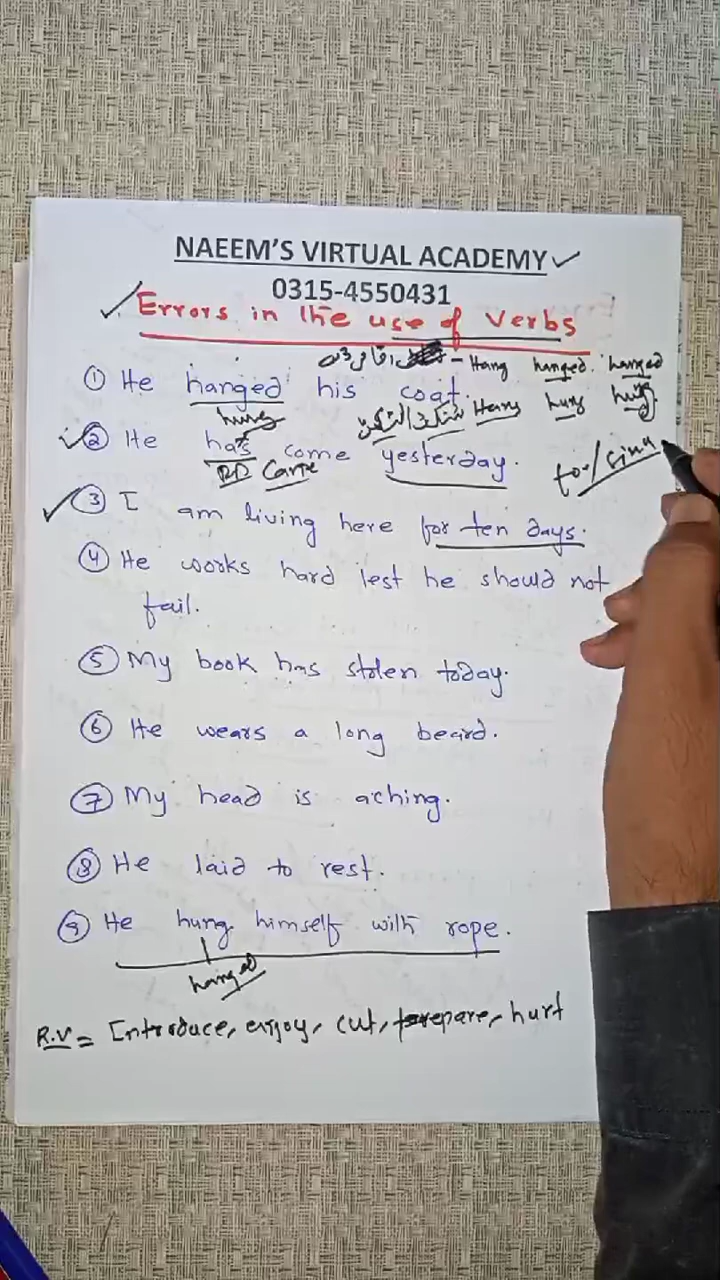 NAEEM'S VIRTUAL ACADEMY
0315-4550431
Errors in the use of verbs
Hang hanged. hanged
① He hanged his coat.
hung
Hang hung hung.
② He has come yesterday.
Came
for/sinc
③ I am living here for ten days.
④ He works hard lest he should not
fail.
⑤ My book has stolen today.
⑥ He wears a long beard.
⑦ My head is aching.
⑧ He laid to rest.
⑨ He hung himself with rope.
hanged
R.V = Introduce, enjoy, cut, prepare, hurt